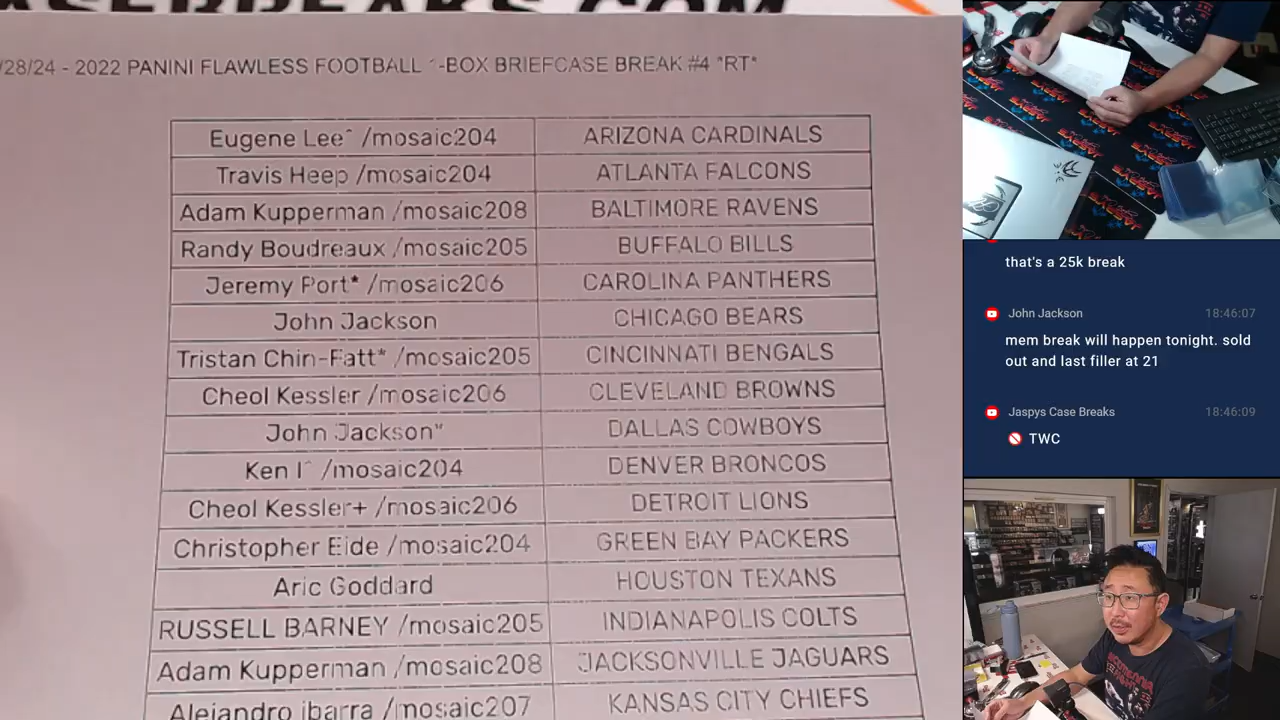 CASEBREAKS.COM
/28/24 - 2022 PANINI FLAWLESS FOOTBALL -BOX BRIEFCASE BREAK #4 *RT*
Eugene Lee^ /mosaic204 ARIZONA CARDINALS
Travis Heep /mosaic204 ATLANTA FALCONS
Adam Kupperman /mosaic208 BALTIMORE RAVENS
Randy Boudreaux /mosaic205 BUFFALO BILLS
Jeremy Port* /mosaic206 CAROLINA PANTHERS
John Jackson CHICAGO BEARS
Tristan Chin-Fatt* /mosaic205 CINCINNATI BENGALS
Cheol Kessler /mosaic206 CLEVELAND BROWNS
John Jackson" DALLAS COWBOYS
Ken I^ /mosaic204 DENVER BRONCOS
Cheol Kessler+ /mosaic206 DETROIT LIONS
Christopher Eide /mosaic204 GREEN BAY PACKERS
Aric Goddard HOUSTON TEXANS
RUSSELL BARNEY /mosaic205 INDIANAPOLIS COLTS
Adam Kupperman /mosaic208 JACKSONVILLE JAGUARS
Alejandro ibarra /mosaic207 KANSAS CITY CHIEFS
that's a 25k break
John Jackson 18:46:07
mem break will happen tonight. sold
out and last filler at 21
Jaspys Case Breaks 18:46:09
🚫 TWC